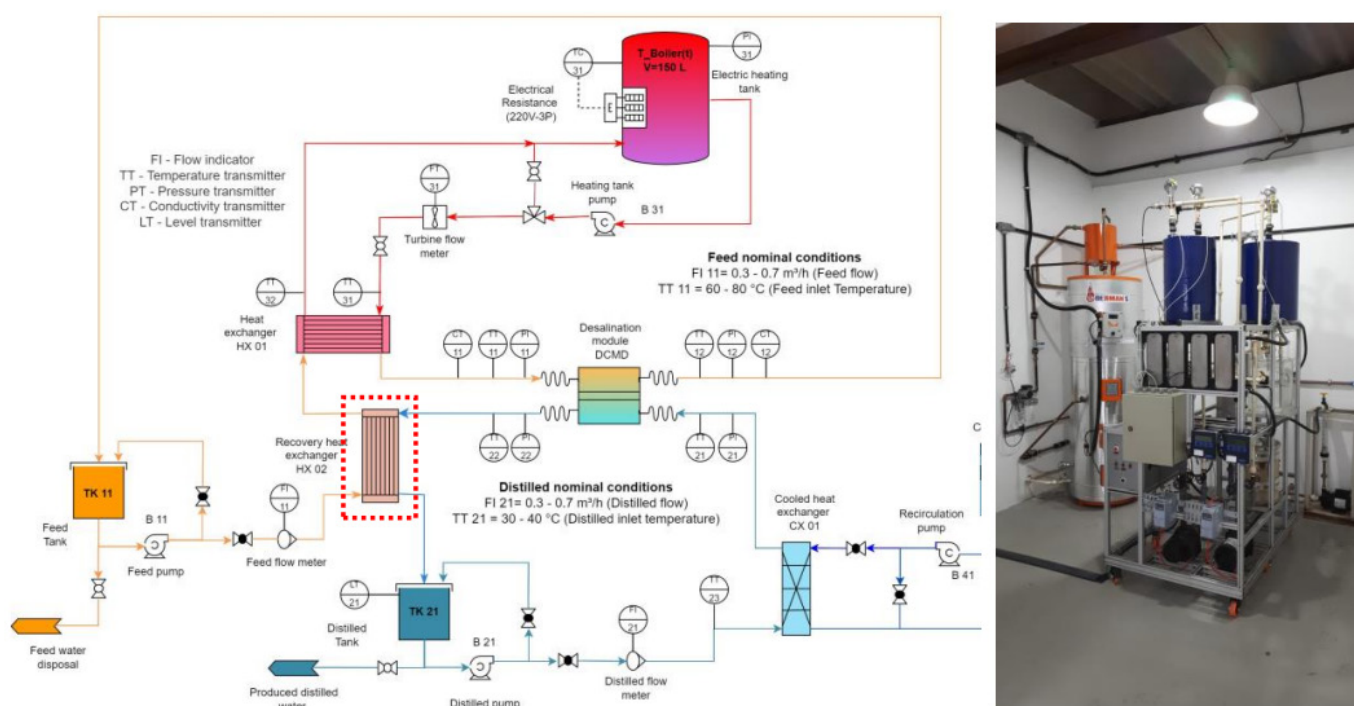 T_Boiler(t)
V=150 L
TC
31
PI
31
Electric heating
tank
Electrical
Resistance
(220V-3P)
E
FI - Flow indicator
TT - Temperature transmitter
PT - Pressure transmitter
CT - Conductivity transmitter
LT - Level transmitter
FT
31
Turbine flow
meter
Heating tank
pump
C
B 31
Feed nominal conditions
FI 11= 0.3 - 0.7 m³/h (Feed flow)
TT 11 = 60 - 80 °C (Feed inlet Temperature)
TT
32
TT
31
Heat
exchanger
HX 01
CT
11
TT
11
PI
11
Desalination
module
DCMD
TT
12
PI
12
CT
12
Recovery heat
exchanger
HX 02
TT
22
PI
22
TT
21
PI
21
Distilled nominal conditions
FI 21= 0.3 - 0.7 m³/h (Distilled flow)
TT 21 = 30 - 40 °C (Distilled inlet temperature)
TK 11
Feed
Tank
B 11
C
Feed pump
FI
11
Feed flow meter
Feed water
disposal
LT
21
TK 21
Distilled
Tank
B 21
C
Distilled pump
FI
21
Distilled flow
meter
TT
23
Cooled heat
exchanger
CX 01
Recirculation
pump
C
B 41
C
Produced distilled
water